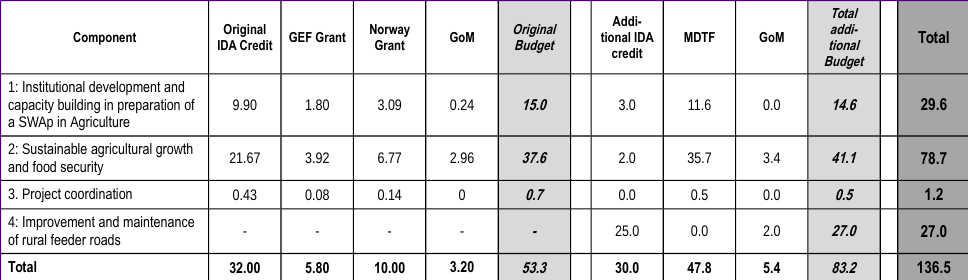 Component | Original IDA Credit | GEF Grant | Norway Grant | GoM | Original Budget | Addi-tional IDA credit | MDTF | GoM | Total addi-tional Budget | Total
1: Institutional development and capacity building in preparation of a SWAp in Agriculture | 9.90 | 1.80 | 3.09 | 0.24 | 15.0 | 3.0 | 11.6 | 0.0 | 14.6 | 29.6
2: Sustainable agricultural growth and food security | 21.67 | 3.92 | 6.77 | 2.96 | 37.6 | 2.0 | 35.7 | 3.4 | 41.1 | 78.7
3. Project coordination | 0.43 | 0.08 | 0.14 | 0 | 0.7 | 0.0 | 0.5 | 0.0 | 0.5 | 1.2
4: Improvement and maintenance of rural feeder roads | - | - | - | - | - | 25.0 | 0.0 | 2.0 | 27.0 | 27.0
Total | 32.00 | 5.80 | 10.00 | 3.20 | 53.3 | 30.0 | 47.8 | 5.4 | 83.2 | 136.5